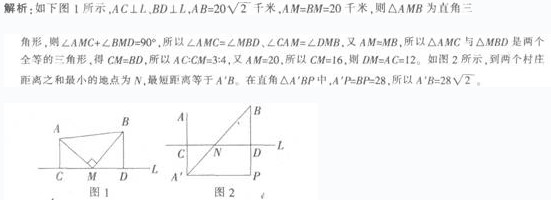 解析:如下图 1 所示,AC⊥L、BD⊥L,AB=20√2 千米,AM=BM=20 千米,则△AMB 为直角三
角形,则∠AMC+∠BMD=90°,所以∠AMC=∠MBD、∠CAM=∠DMB,又 AM=MB,所以△AMC 与△MBD 是两个
全等的三角形,得 CM=BD,所以 AC:CM=3:4,又 AM=20,所以 CM=16,则 DM=AC=12。如图 2 所示,到两个村庄
距离之和最小的地点为 N,最短距离等于 A'B。在直角△A'BP 中,A'P=BP=28,所以 A'B=28√2。
A B
C M D L
图 1
A B
C N D L
A' P
图 2